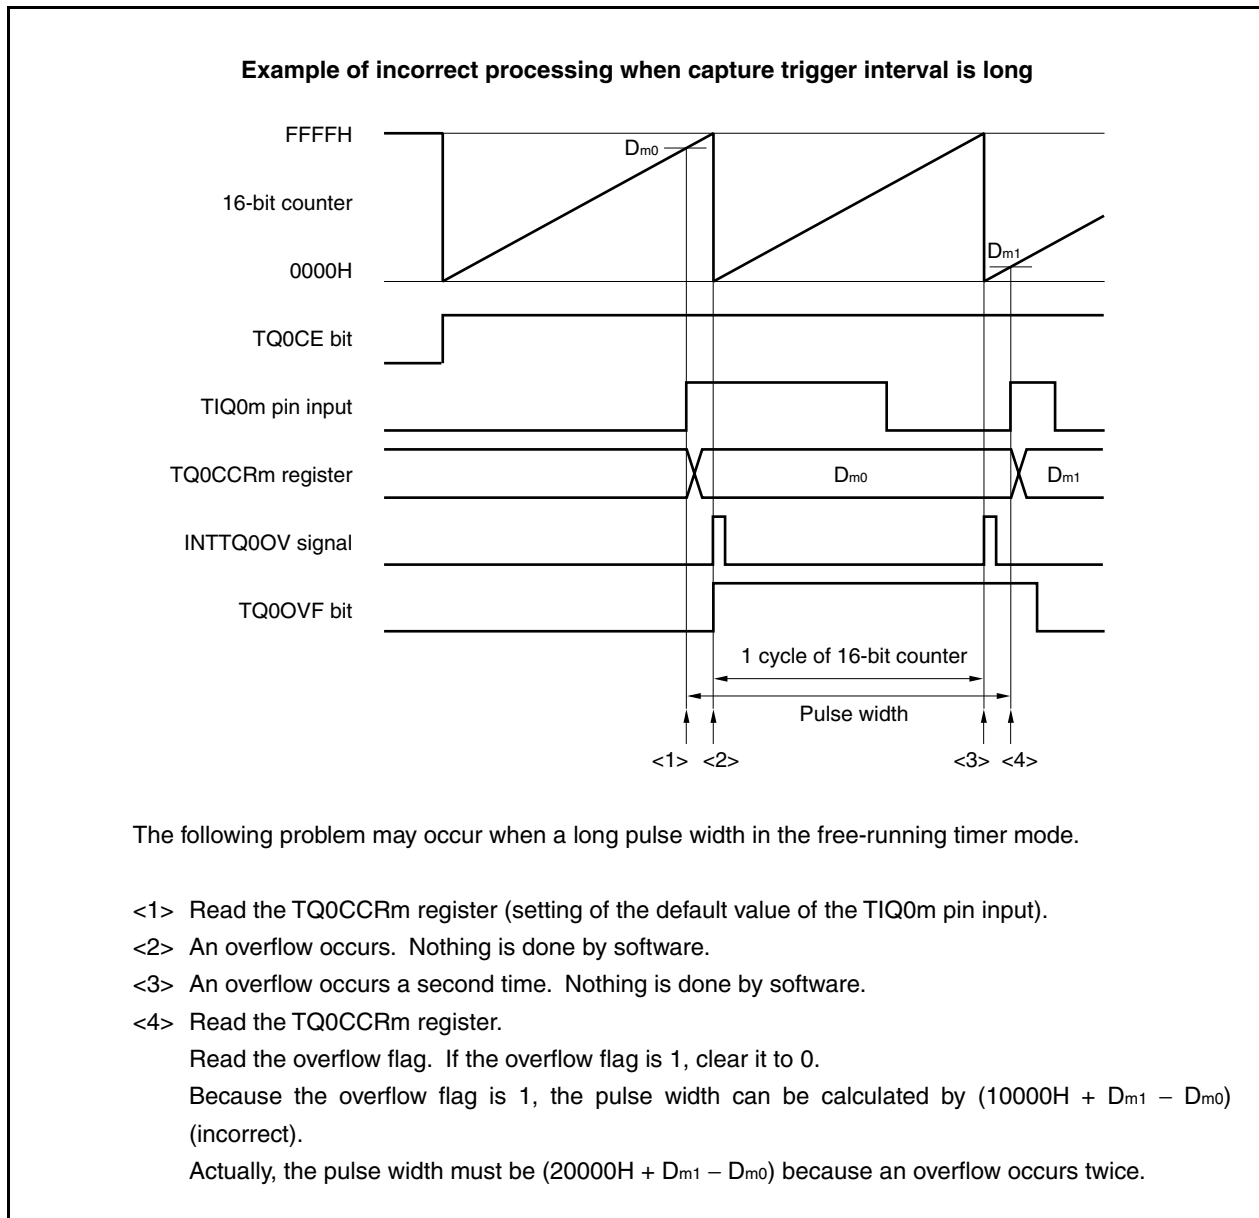 Example of incorrect processing when capture trigger interval is long
FFFFH
Dm0
16-bit counter
0000H
Dm1
TQ0CE bit
TIQ0m pin input
TQ0CCRm register
Dm0
Dm1
INTTQ0OV signal
TQ0OVF bit
1 cycle of 16-bit counter
Pulse width
<1> <2> <3> <4>
The following problem may occur when a long pulse width in the free-running timer mode.
<1> Read the TQ0CCRm register (setting of the default value of the TIQ0m pin input).
<2> An overflow occurs. Nothing is done by software.
<3> An overflow occurs a second time. Nothing is done by software.
<4> Read the TQ0CCRm register.
Read the overflow flag. If the overflow flag is 1, clear it to 0.
Because the overflow flag is 1, the pulse width can be calculated by (10000H + Dm1 − Dm0)
(incorrect).
Actually, the pulse width must be (20000H + Dm1 − Dm0) because an overflow occurs twice.